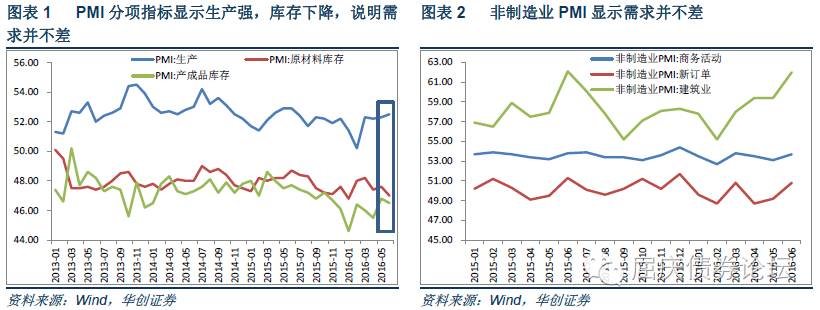 图表 1 PMI 分项指标显示生产强，库存下降，说明需
求并不差
PMI:生产 PMI:原材料库存
PMI:产成品库存
56.00
54.00
52.00
50.00
48.00
46.00
44.00
2013-01 2013-03 2013-05 2013-07 2013-09 2013-11 2014-01 2014-03 2014-05 2014-07 2014-09 2014-11 2015-01 2015-03 2015-05 2015-07 2015-09 2015-11 2016-01 2016-03 2016-05
资料来源：Wind，华创证券
图表 2 非制造业 PMI 显示需求并不差
非制造业PMI:商务活动
非制造业PMI:新订单
非制造业PMI:建筑业
63.00
61.00
59.00
57.00
55.00
53.00
51.00
49.00
47.00
45.00
2015-01 2015-02 2015-03 2015-04 2015-05 2015-06 2015-07 2015-08 2015-09 2015-10 2015-11 2015-12 2016-01 2016-02 2016-03 2016-04 2016-05 2016-06
屈庆债券论坛
资料来源：Wind，华创证券